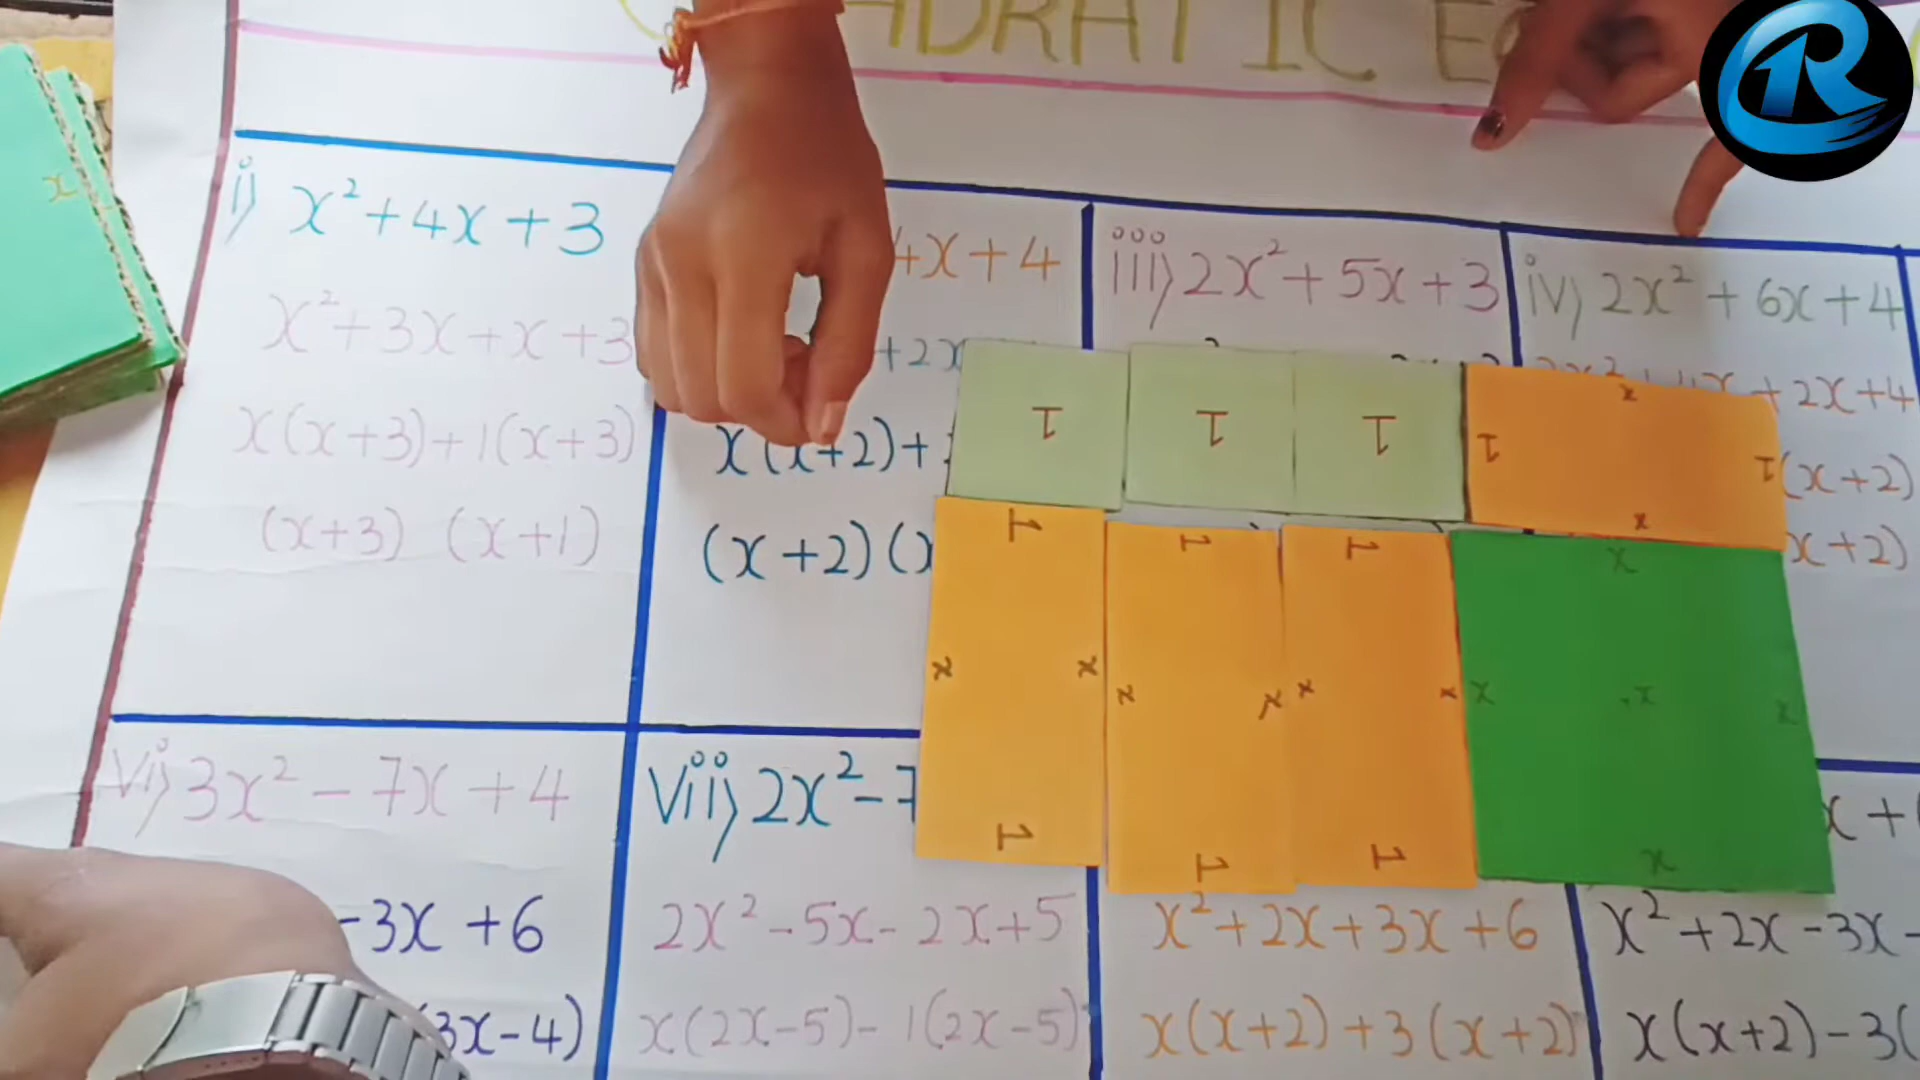 ADRATIC E
x
i) x²+4x+3
x²+3x+x+3
x(x+3)+1(x+3)
(x+3) (x+1)
4x+4
+2x
x(x+2)+
(x+2)(x
iii) 2x²+5x+3
iv) 2x²+6x+4
+2x+4
(x+2)
x+2)
1 1 1
x
1 1
x
1 1 1
x x x x x x
1 1 1
x
x x x
x
vi) 3x²-7x+4
-3x+6
(3x-4)
vii) 2x²-7
2x²-5x-2x+5
x(2x-5)-1(2x-5)
x²+2x+3x+6
x(x+2)+3(x+2)
x+
x²+2x-3x-
x(x+2)-3(
R